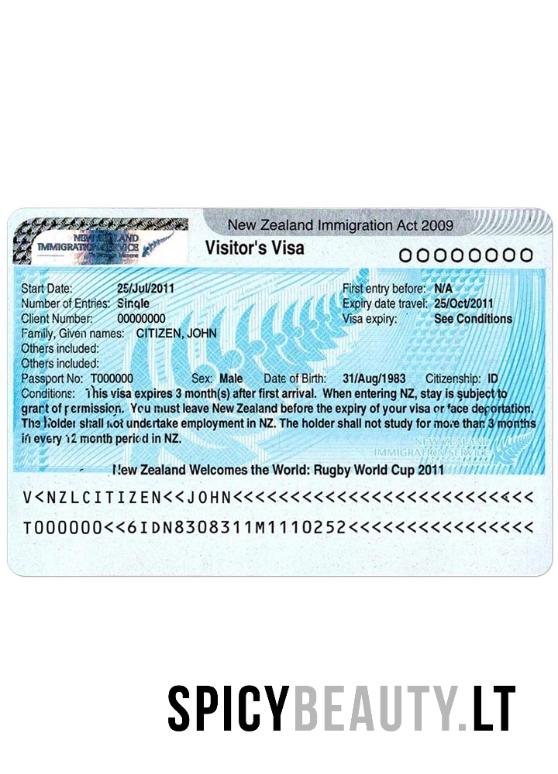 New Zealand Immigration Act 2009
NEW ZEALAND
IMMIGRATION SERVICE
Visitor's Visa
00000000
Start Date: 25/Jul/2011 First entry before: N/A
Number of Entries: Single Expiry date travel: 25/Oct/2011
Client Number: 00000000 Visa expiry: See Conditions
Family, Given names: CITIZEN, JOHN
Others included:
Others included:
Passport No: T000000 Sex: Male Date of Birth: 31/Aug/1983 Citizenship: ID
Conditions: This visa expires 3 month(s) after first arrival. When entering NZ, stay is subject to
grant of permission. You must leave New Zealand before the expiry of your visa or face deportation.
The holder shall not undertake employment in NZ. The holder shall not study for more than 3 months
in every 12 month period in NZ.
NEW ZEALAND
IMMIGRATION SERVICE
New Zealand Welcomes the World: Rugby World Cup 2011
V<NZLCITIZEN<<JOHN<<<<<<<<<<<<<<<<<<<<<<<<<<
T000000<<6IDN8308311M1110252<<<<<<<<<<<<<<<<
SPICYBEAUTY.LT